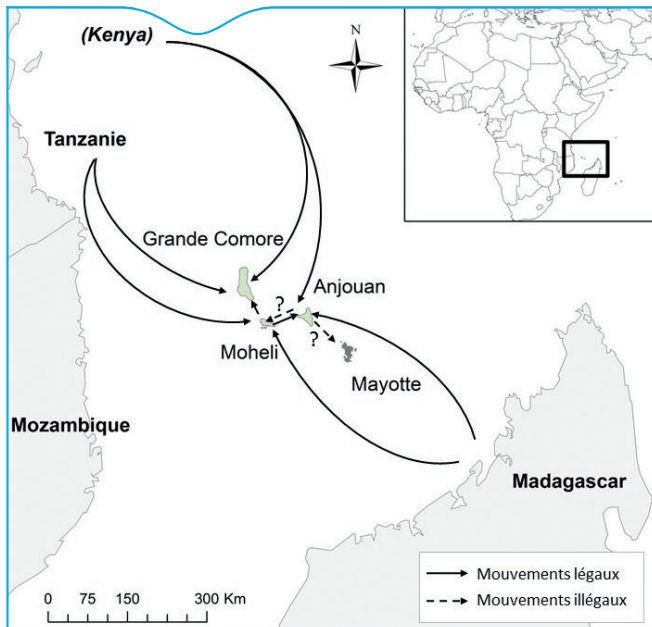 (Kenya)
N
Tanzanie
Grande Comore
Anjouan
?
?
Moheli
Mayotte
Mozambique
Madagascar
Mouvements légaux
Mouvements illégaux
0 75 150 300 Km